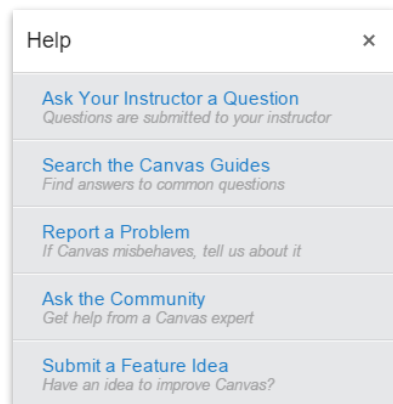 Help ×
Ask Your Instructor a Question
Questions are submitted to your instructor
Search the Canvas Guides
Find answers to common questions
Report a Problem
If Canvas misbehaves, tell us about it
Ask the Community
Get help from a Canvas expert
Submit a Feature Idea
Have an idea to improve Canvas?